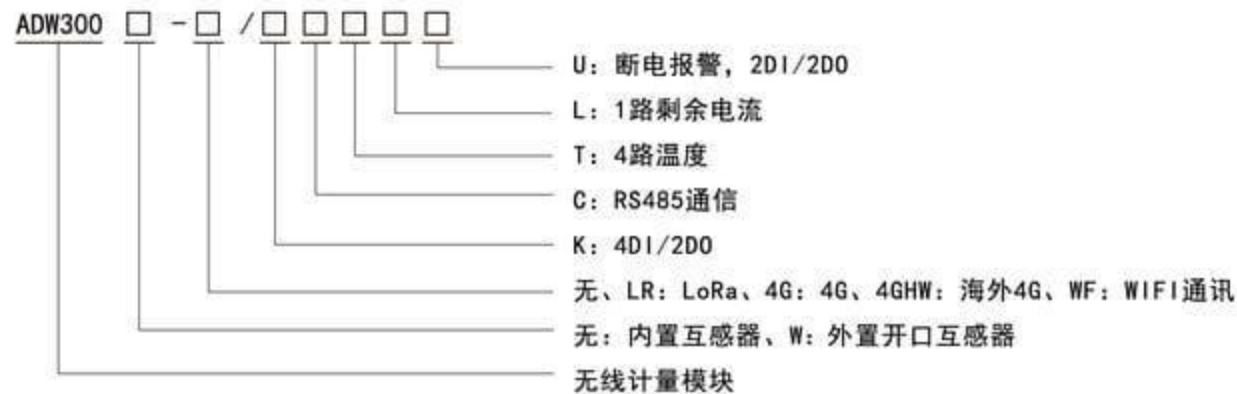 ADW300 □ -□ /□ □ □ □ □
U: 断电报警, 2DI/2DO
L: 1路剩余电流
T: 4路温度
C: RS485通信
K: 4DI/2DO
无、LR: LoRa、4G: 4G、4GHW: 海外4G、WF: WIFI通讯
无: 内置互感器、W: 外置开口互感器
无线计量模块